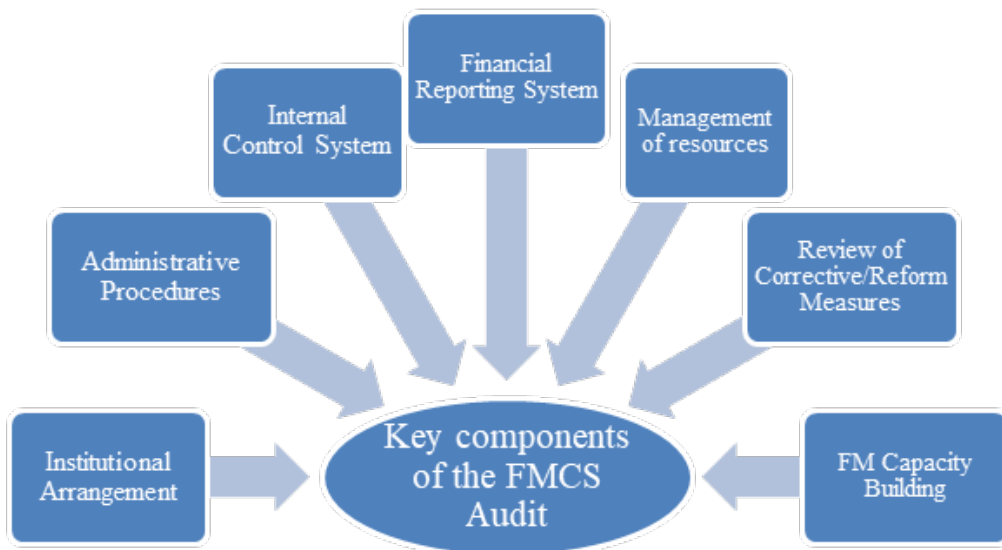 Financial
Reporting System
Internal
Control System
Management
of resources
Administrative
Procedures
Review of
Corrective/Reform
Measures
Key components
of the FMCS
Audit
Institutional
Arrangement
FM Capacity
Building